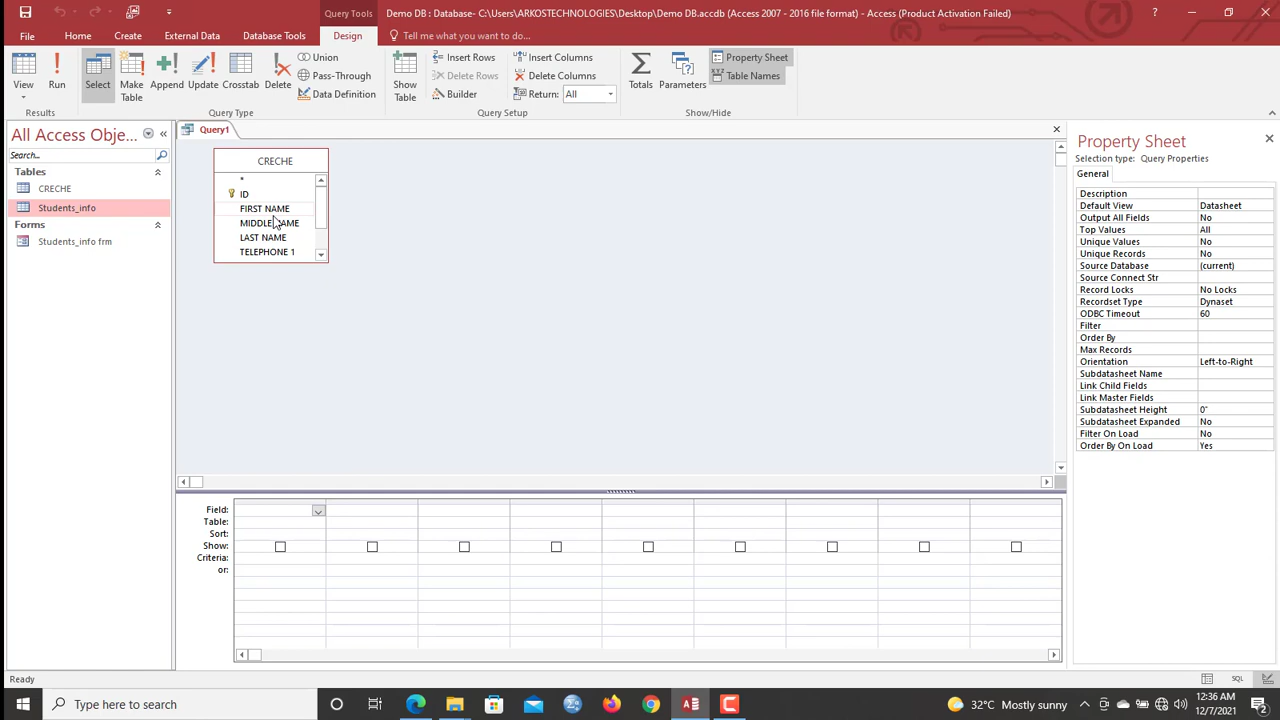 Query Tools
Demo DB : Database- C:\Users\ARKOSTECHNOLOGIES\Desktop\Demo DB.accdb (Access 2007 - 2016 file format) - Access (Product Activation Failed)
File Home Create External Data Database Tools Design Tell me what you want to do...
View
Run
Select
Make Table
Append
Update
Crosstab
Delete
Union
Pass-Through
Data Definition
Show Table
Insert Rows
Delete Rows
Builder
Insert Columns
Delete Columns
Return: All
Totals
Parameters
Property Sheet
Table Names
Results
Query Type
Query Setup
Show/Hide
All Access Obje...
Search...
Tables
CRECHE
Students_info
Forms
Students_info frm
Query1
CRECHE
*
ID
FIRST NAME
MIDDLE NAME
LAST NAME
TELEPHONE 1
Field:
Table:
Sort:
Show:
Criteria:
or:
Property Sheet
Selection type: Query Properties
General
Description
Default View Datasheet
Output All Fields No
Top Values All
Unique Values No
Unique Records No
Source Database (current)
Source Connect Str
Record Locks No Locks
Recordset Type Dynaset
ODBC Timeout 60
Filter
Order By
Max Records
Orientation Left-to-Right
Subdatasheet Name
Link Child Fields
Link Master Fields
Subdatasheet Height 0"
Subdatasheet Expanded No
Filter On Load No
Order By On Load Yes
Ready
SQL
Type here to search
32°C Mostly sunny
12:36 AM
12/7/2021
2